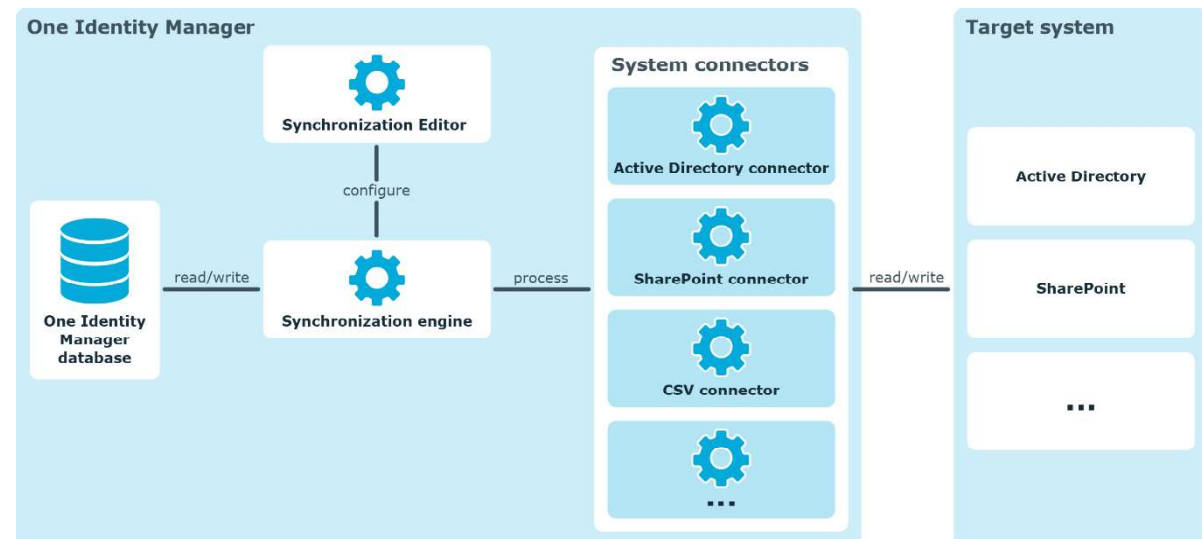 One Identity Manager
Target system
Synchronization Editor
configure
One Identity
Manager
database
read/write
Synchronization engine
process
System connectors
Active Directory connector
SharePoint connector
CSV connector
...
read/write
Active Directory
SharePoint
...